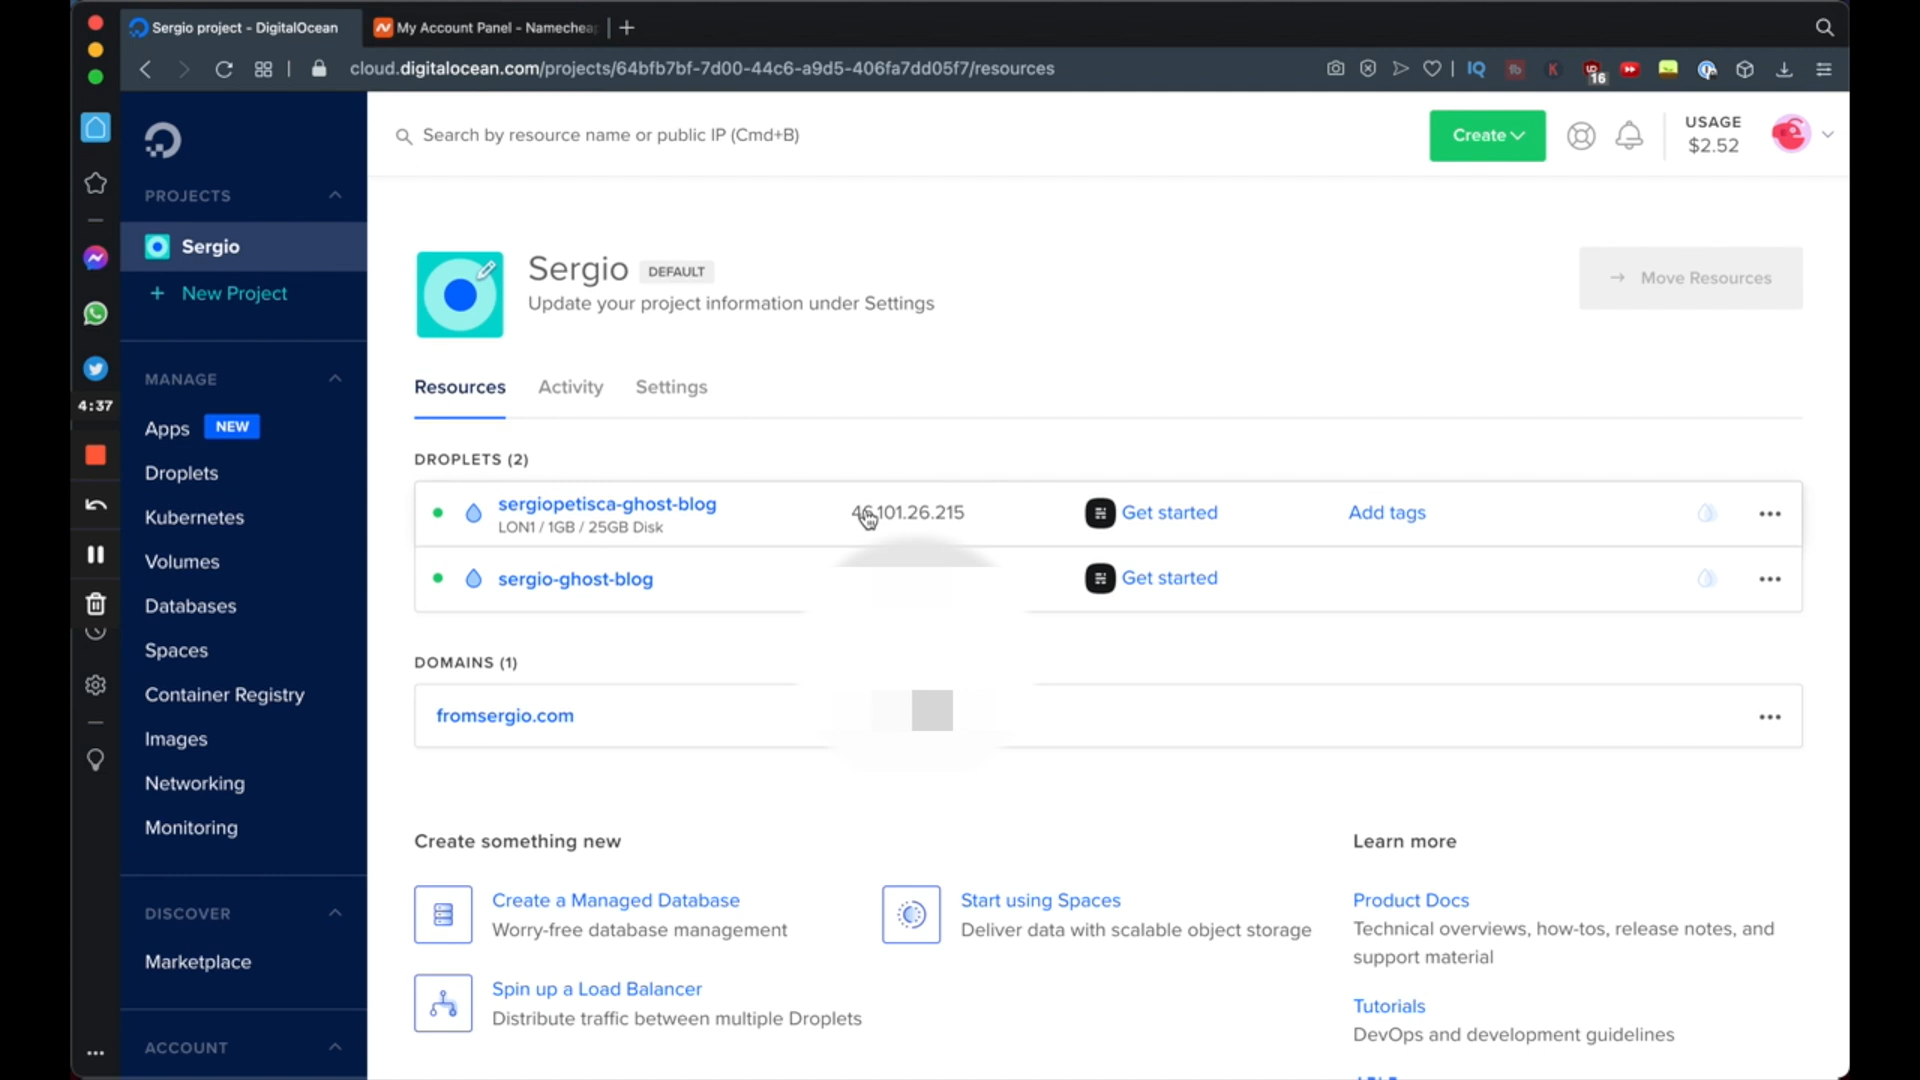 Sergio project - DigitalOcean
My Account Panel - Namecheap
cloud.digitalocean.com/projects/64bfb7bf-7d00-44c6-a9d5-406fa7dd05f7/resources
IQ
16
Search by resource name or public IP (Cmd+B)
Create
USAGE
$2.52
PROJECTS
Sergio
+ New Project
MANAGE
4:37
Apps NEW
Droplets
Kubernetes
Volumes
Databases
Spaces
Container Registry
Images
Networking
Monitoring
DISCOVER
Marketplace
ACCOUNT
Sergio DEFAULT
Update your project information under Settings
→ Move Resources
Resources Activity Settings
DROPLETS (2)
sergiopetisca-ghost-blog
LON1 / 1GB / 25GB Disk
46.101.26.215
Get started
Add tags
sergio-ghost-blog
Get started
DOMAINS (1)
fromsergio.com
Create something new
Create a Managed Database
Worry-free database management
Start using Spaces
Deliver data with scalable object storage
Spin up a Load Balancer
Distribute traffic between multiple Droplets
Learn more
Product Docs
Technical overviews, how-tos, release notes, and
support material
Tutorials
DevOps and development guidelines